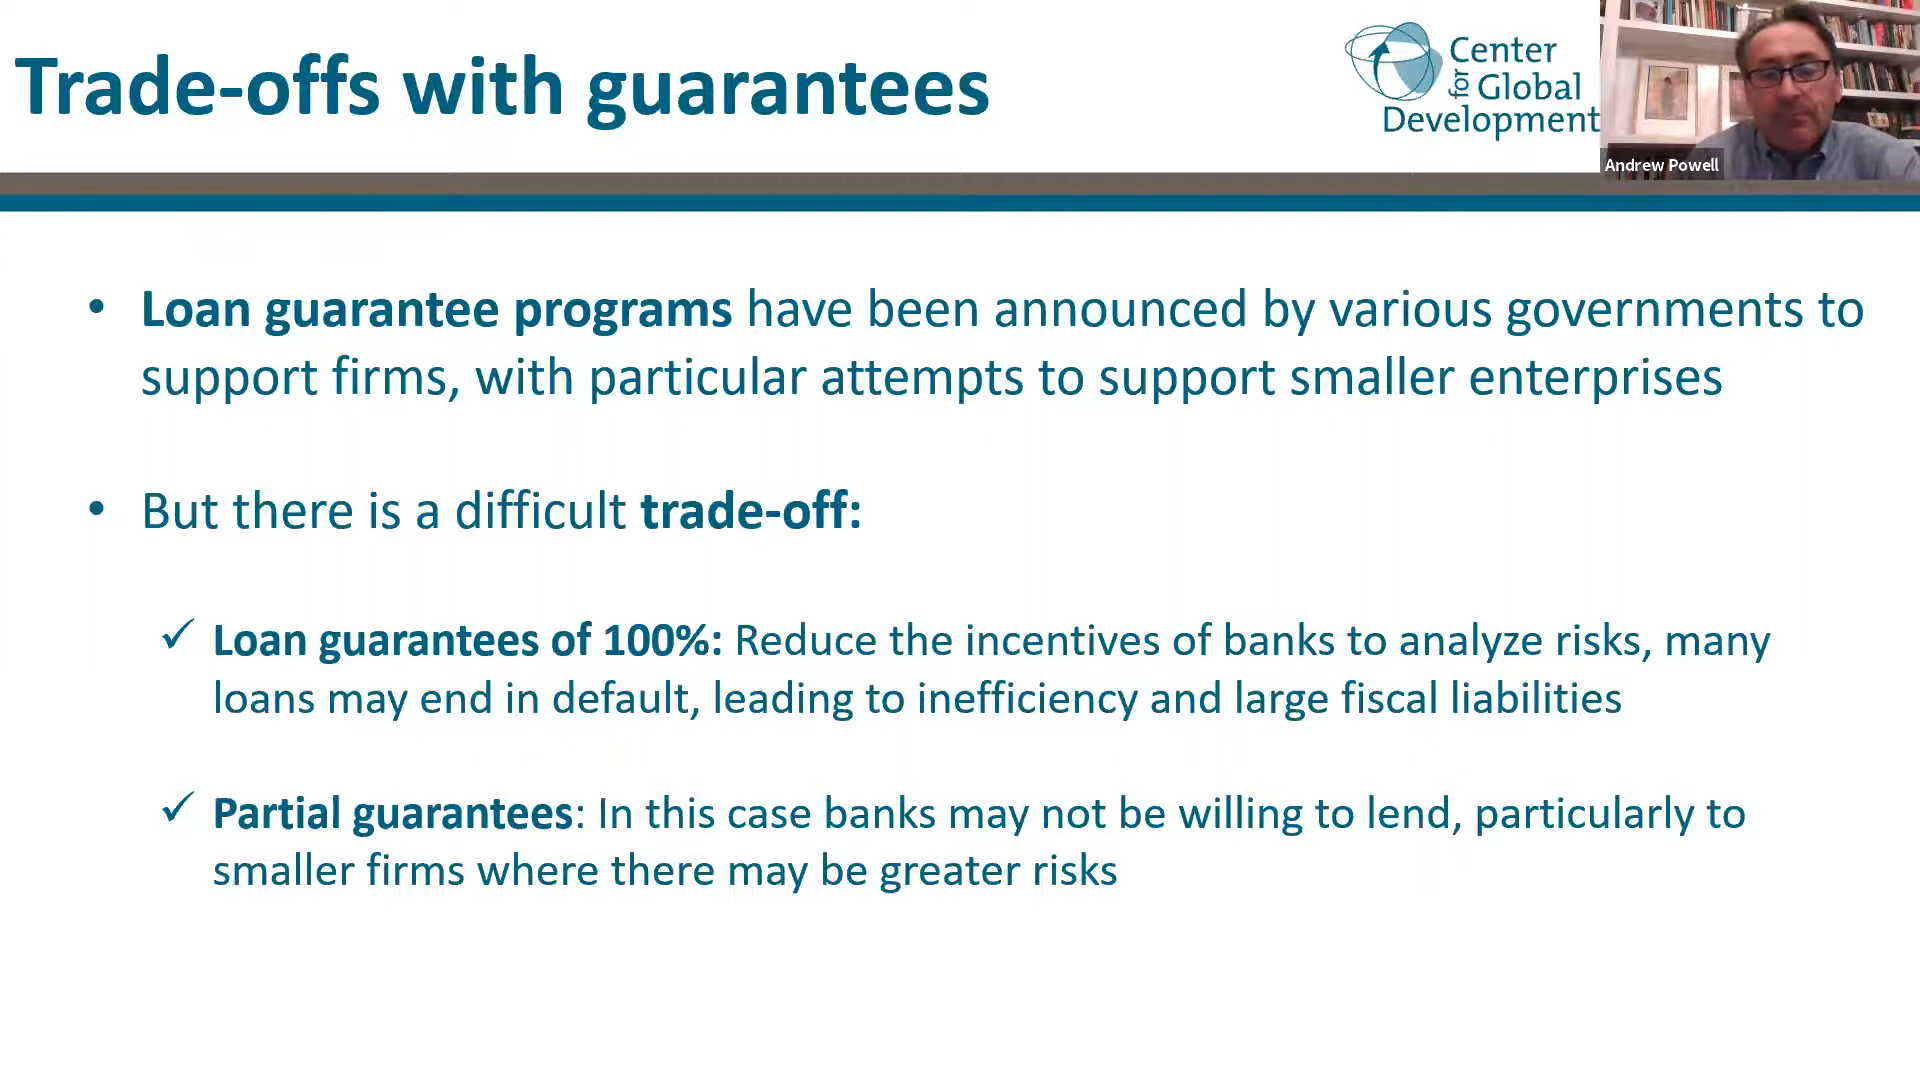 Trade-offs with guarantees
Center
for Global
Development
Andrew Powell
• Loan guarantee programs have been announced by various governments to
support firms, with particular attempts to support smaller enterprises
• But there is a difficult trade-off:
✓ Loan guarantees of 100%: Reduce the incentives of banks to analyze risks, many
loans may end in default, leading to inefficiency and large fiscal liabilities
✓ Partial guarantees: In this case banks may not be willing to lend, particularly to
smaller firms where there may be greater risks